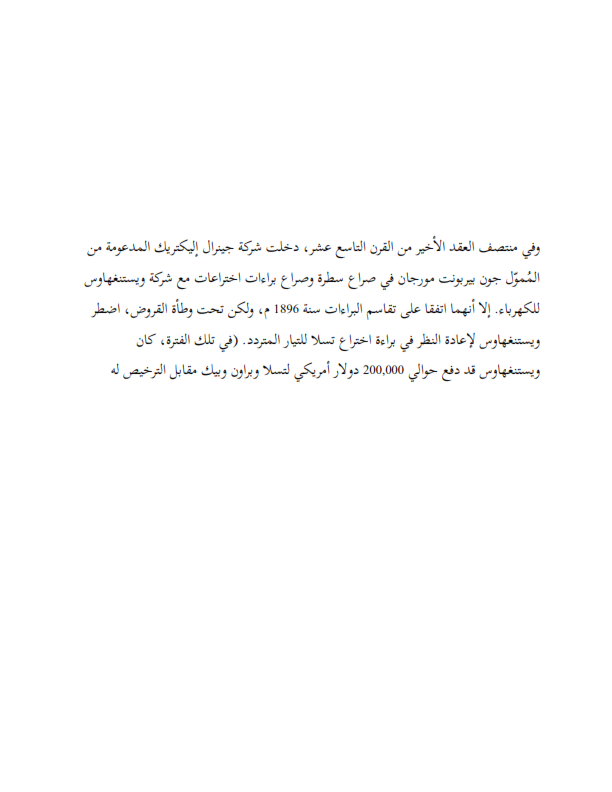 وفي منتصف العقد الأخير من القرن التاسع عشر، دخلت شركة جينرال إليكتريك المدعومة من
المُموّل جون بيربونت مورجان في صراع سطرة وصراع براءات اختراعات مع شركة ويستنغهاوس
للكهرباء. إلا أنهما اتفقا على تقاسم البراءات سنة 1896 م، ولكن تحت وطأة القروض، اضطر
ويستنغهاوس لإعادة النظر في براءة اختراع تسلا للتيار المتردد. (في تلك الفترة، كان
ويستنغهاوس قد دفع حوالي 200,000 دولار أمريكي لتسلا وبراون وبيك مقابل الترخيص له